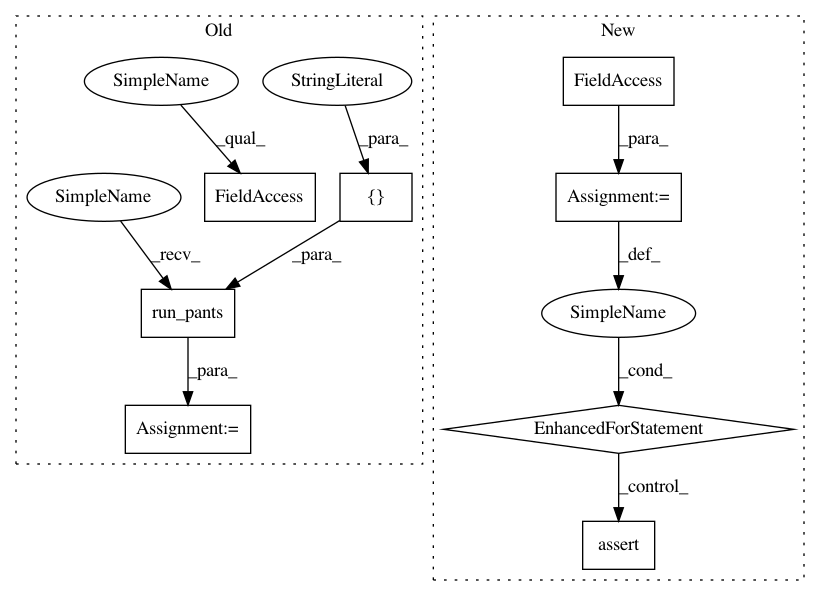 Old
New
SimpleName
StringLiteral
FieldAccess
_qual_
_para_
_para_
SimpleName
FieldAccess
{}
Assignment:=
_recv_
_para_
_def_
run_pants
SimpleName
_para_
_cond_
Assignment:=
EnhancedForStatement
_control_
assert